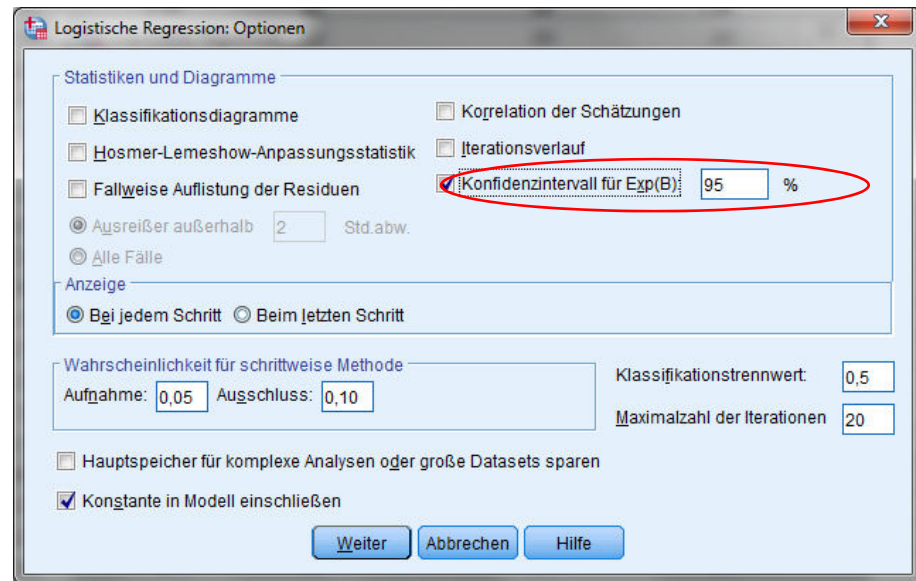 Logistische Regression: Optionen
Statistiken und Diagramme
Klassifikationsdiagramme
Korrelation der Schätzungen
Hosmer-Lemeshow-Anpassungsstatistik
Iterationsverlauf
Fallweise Auflistung der Residuen
Konfidenzintervall für Exp(B): 95 %
Ausreißer außerhalb 2 Std.abw.
Alle Fälle
Anzeige
Bei jedem Schritt Beim letzten Schritt
Wahrscheinlichkeit für schrittweise Methode
Aufnahme: 0,05 Ausschluss: 0,10
Klassifikationstrennwert: 0,5
Maximalzahl der Iterationen 20
Hauptspeicher für komplexe Analysen oder große Datasets sparen
Konstante in Modell einschließen
Weiter Abbrechen Hilfe